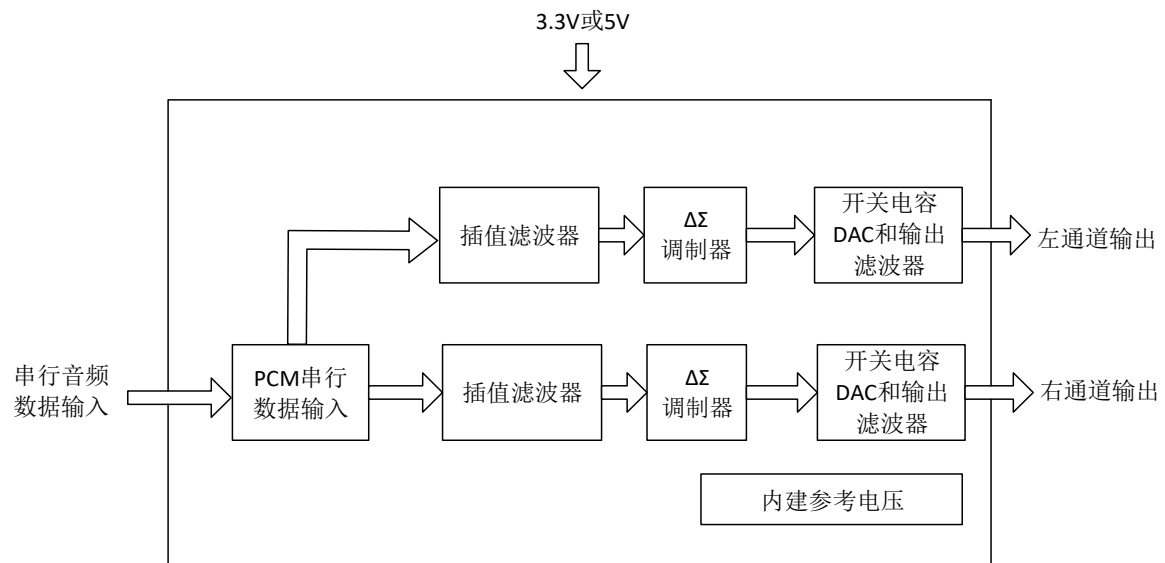 3.3V或5V
插值滤波器
ΔΣ
调制器
开关电容
DAC和输出
滤波器
左通道输出
串行音频
数据输入
PCM串行
数据输入
插值滤波器
ΔΣ
调制器
开关电容
DAC和输出
滤波器
右通道输出
内建参考电压